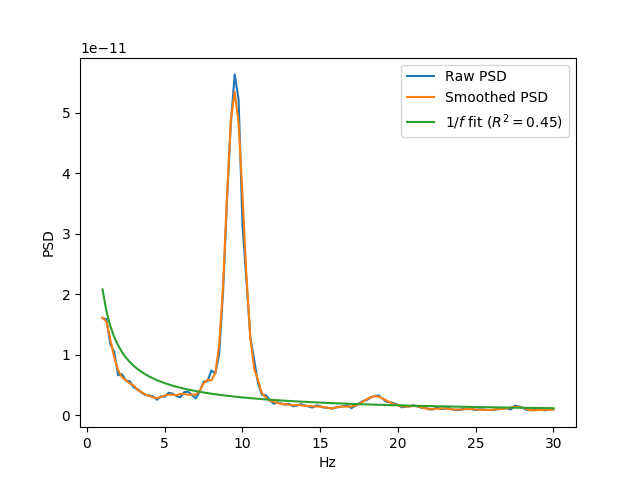 1e−11
Raw PSD
Smoothed PSD
1/f fit (R² = 0.45)
5
4
3
2
1
0
PSD
0 5 10 15 20 25 30
Hz